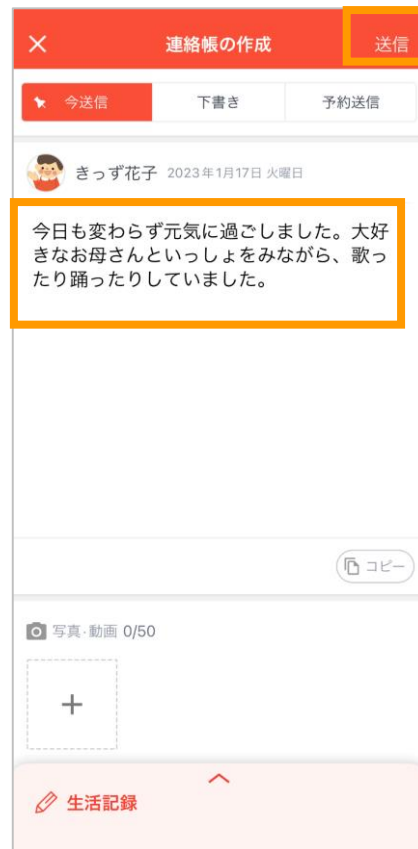 連絡帳の作成 送信
今送信 下書き 予約送信
きっず花子 2023年1月17日 火曜日
今日も変わらず元気に過ごしました。大好
きなお母さんといっしょをみながら、歌っ
たり踊ったりしていました。
コピー
写真·動画 0/50
生活記録